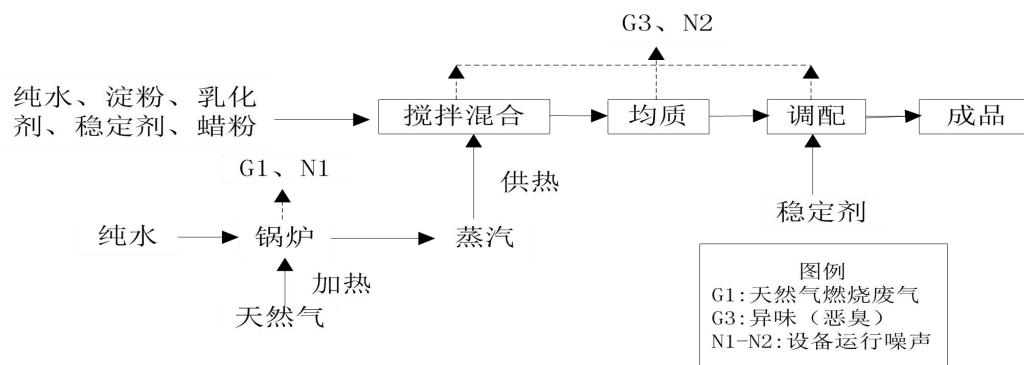 G3、N2
纯水、淀粉、乳化
剂、稳定剂、蜡粉
搅拌混合
均质
调配
成品
G1、N1
供热
稳定剂
纯水
锅炉
蒸汽
加热
天然气
图例
G1:天然气燃烧废气
G3:异味（恶臭）
N1-N2:设备运行噪声